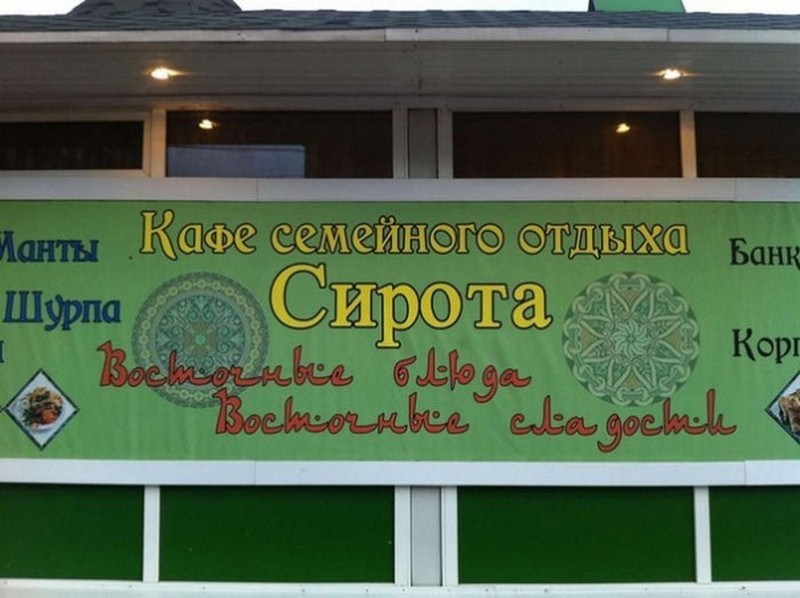 Манты
Шурпа
Кафе семейного отдыха
Сирота
Восточные блюда
Восточные сладости